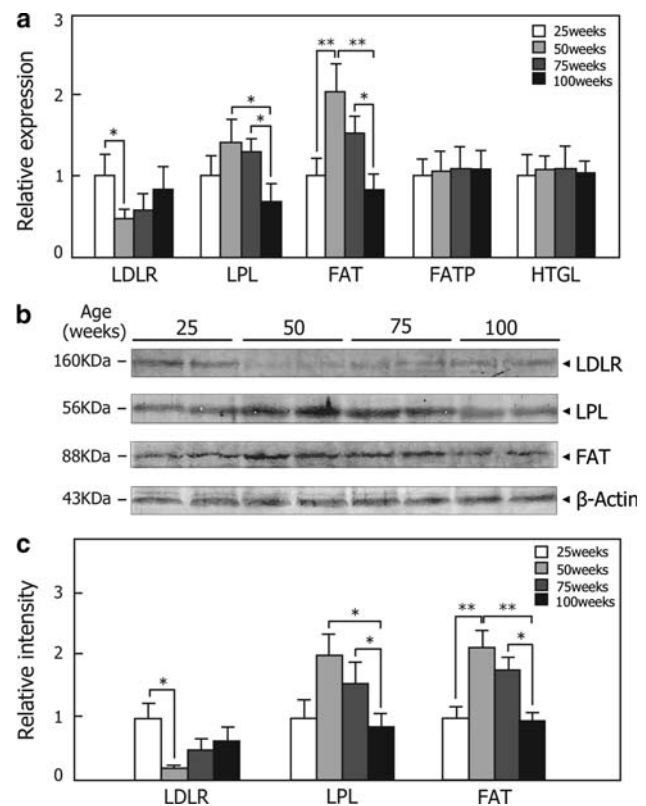 a
3
2
1
0
Relative expression
25weeks
50weeks
75weeks
100weeks
*
*
*
**
**
*
LDLR
LPL
FAT
FATP
HTGL
b
Age
(weeks)
25
50
75
100
160KDa
LDLR
56KDa
LPL
88KDa
FAT
43KDa
β-Actin
c
3
2
1
0
Relative intensity
25weeks
50weeks
75weeks
100weeks
*
*
*
**
**
*
LDLR
LPL
FAT